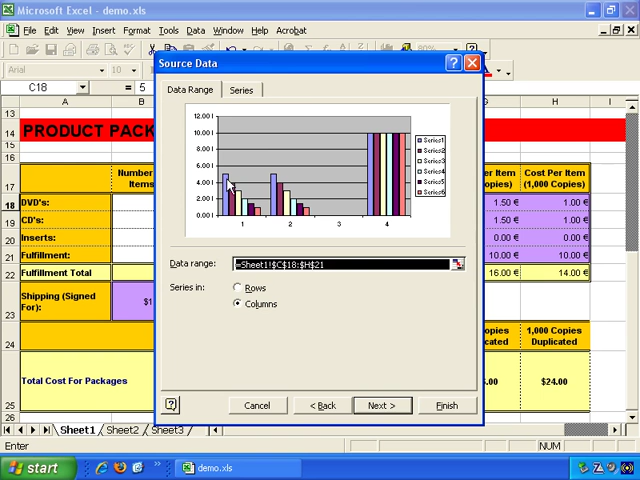 Microsoft Excel - demo.xls
File Edit View Insert Format Tools Data Window Help Acrobat
Arial 10
C18 = 5
A B G H I
13
14 PRODUCT PACK
15
16
17 Number Items er Item opies) Cost Per Item (1,000 Copies)
18 DVD's: 1.50 € 1.00 €
19 CD's: 1.50 € 1.00 €
20 Inserts: 0.00 € 0.00 €
21 Fulfillment: 10.00 € 10.00 €
22 Fulfillment Total 16.00 € 14.00 €
23 Shipping (Signed For): $1
24 opies plicated 1,000 Copies Duplicated
25 Total Cost For Packages $24.00
26
Source Data
Data Range Series
12.00 l
10.00 l
8.00 l
6.00 l
4.00 l
2.00 l
0.00 l
1 2 3 4
Series1
Series2
Series3
Series4
Series5
Series6
Data range: =Sheet1!$C$18:$H$21
Series in: Rows
Columns
Cancel < Back Next > Finish
Sheet1 Sheet2 Sheet3
Enter NUM
start demo.xls